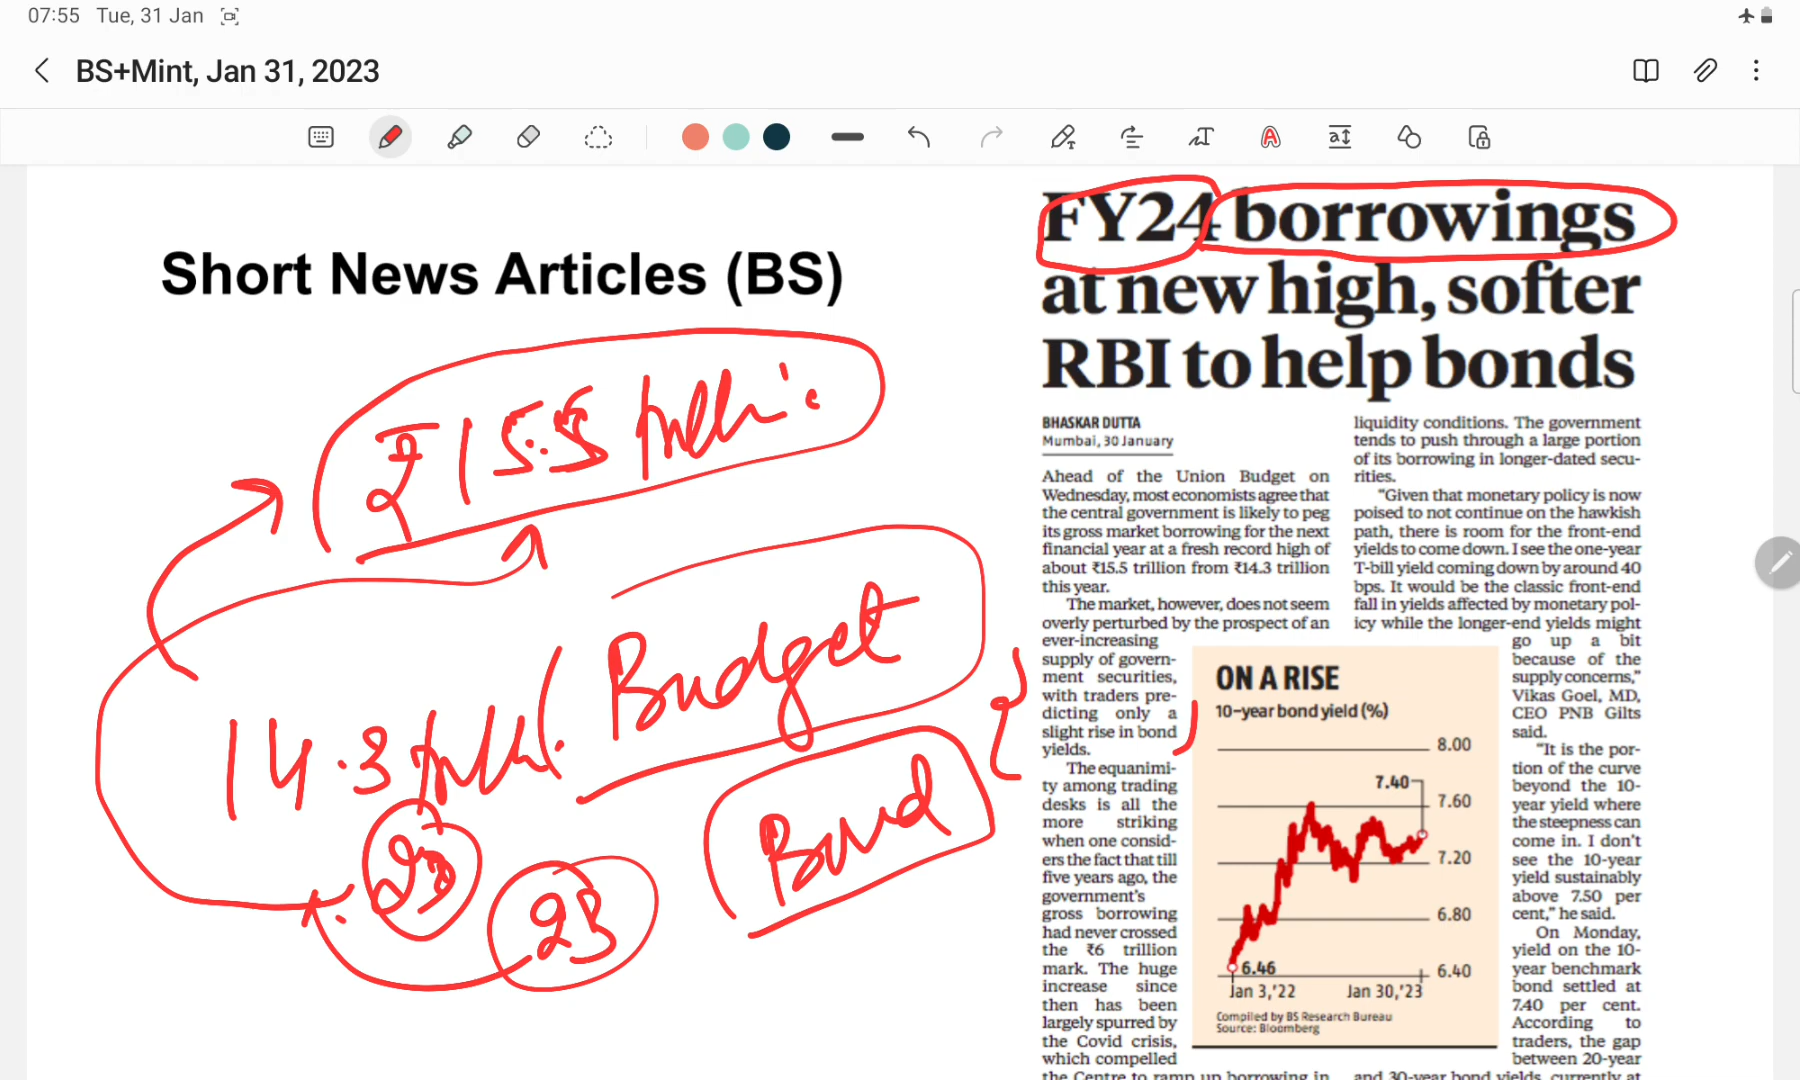 07:55 Tue, 31 Jan
BS+Mint, Jan 31, 2023
Short News Articles (BS)
₹15.5 trillion
14.3 trillion
Budget
Bond
23
23
FY24 borrowings
at new high, softer
RBI to help bonds
BHASKAR DUTTA
Mumbai, 30 January
Ahead of the Union Budget on
Wednesday, most economists agree that
the central government is likely to peg
its gross market borrowing for the next
financial year at a fresh record high of
about ₹15.5 trillion from ₹14.3 trillion
this year.
The market, however, does not seem
overly perturbed by the prospect of an
ever-increasing
supply of govern-
ment securities,
with traders pre-
dicting only a
slight rise in bond
yields.
The equanimi-
ty among trading
desks is all the
more striking
when one consid-
ers the fact that till
five years ago, the
government's
gross borrowing
had never crossed
the ₹6 trillion
mark. The huge
increase since
then has been
largely spurred by
the Covid crisis,
which compelled
the Centre to ramp up borrowing in
liquidity conditions. The government
tends to push through a large portion
of its borrowing in longer-dated secu-
rities.
"Given that monetary policy is now
poised to not continue on the hawkish
path, there is room for the front-end
yields to come down. I see the one-year
T-bill yield coming down by around 40
bps. It would be the classic front-end
fall in yields affected by monetary pol-
icy while the longer-end yields might
go up a bit
because of the
supply concerns,"
Vikas Goel, MD,
CEO PNB Gilts
said.
"It is the por-
tion of the curve
beyond the 10-
year yield where
the steepness can
come in. I don't
see the 10-year
yield sustainably
above 7.50 per
cent," he said.
On Monday,
yield on the 10-
year benchmark
bond settled at
7.40 per cent.
According to
traders, the gap
between 20-year
and 30-year bond yields, currently at
ON A RISE
10-year bond yield (%)
8.00
7.40
7.60
7.20
6.80
6.46
6.40
Jan 3,'22 Jan 30,'23
Compiled by BS Research Bureau
Source: Bloomberg